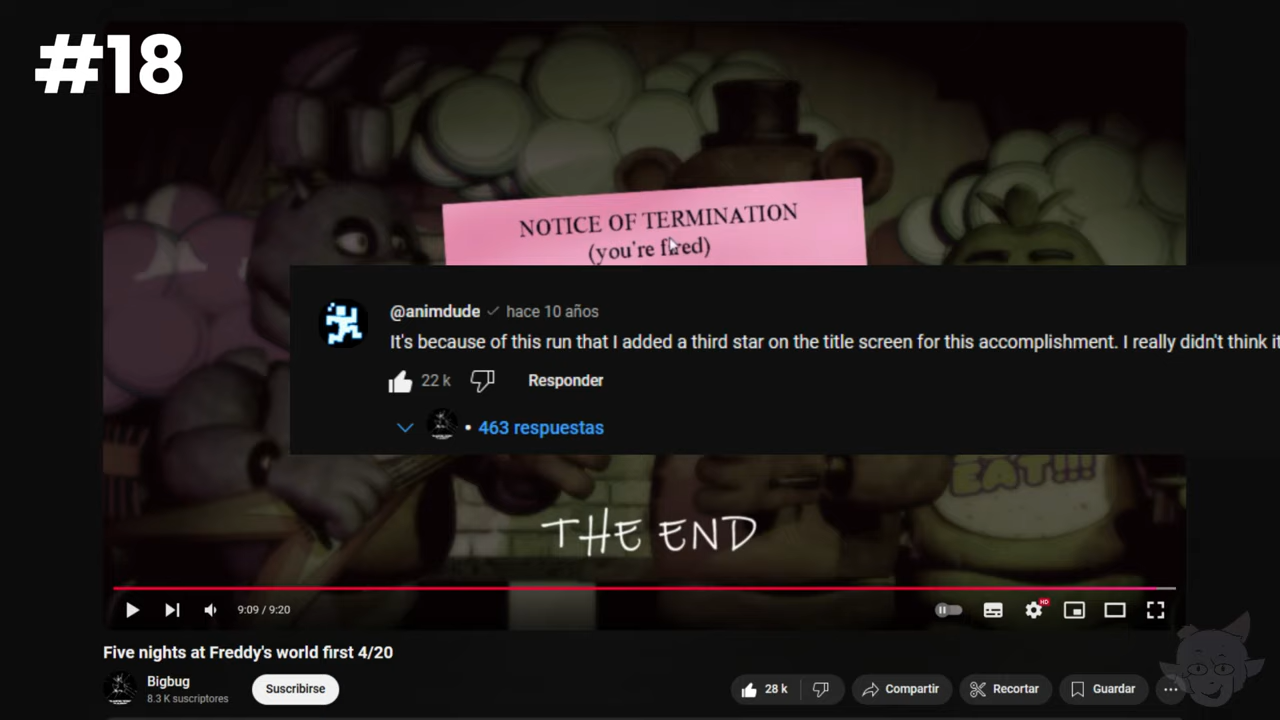 #18
NOTICE OF TERMINATION
(you're fired)
@animdude hace 10 años
It's because of this run that I added a third star on the title screen for this accomplishment. I really didn't think it
22 k Responder
• 463 respuestas
EAT!!!
THE END
9:09 / 9:20
HD
Five nights at Freddy's world first 4/20
Bigbug
8.3 K suscriptores
Suscribirse
28 k
Compartir
Recortar
Guardar